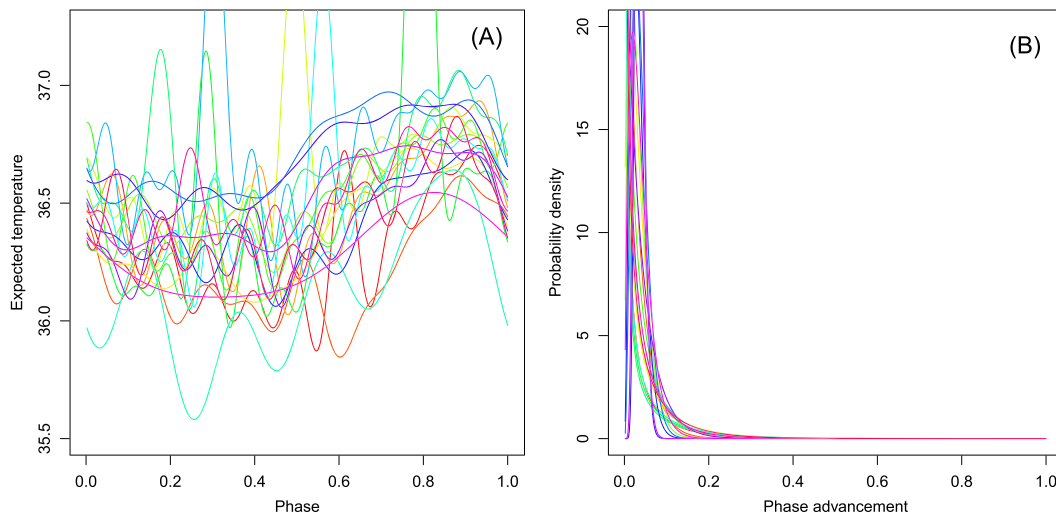 (A)
Expected temperature
37.0
36.5
36.0
35.5
0.0 0.2 0.4 0.6 0.8 1.0
Phase
(B)
Probability density
20
15
10
5
0
0.0 0.2 0.4 0.6 0.8 1.0
Phase advancement